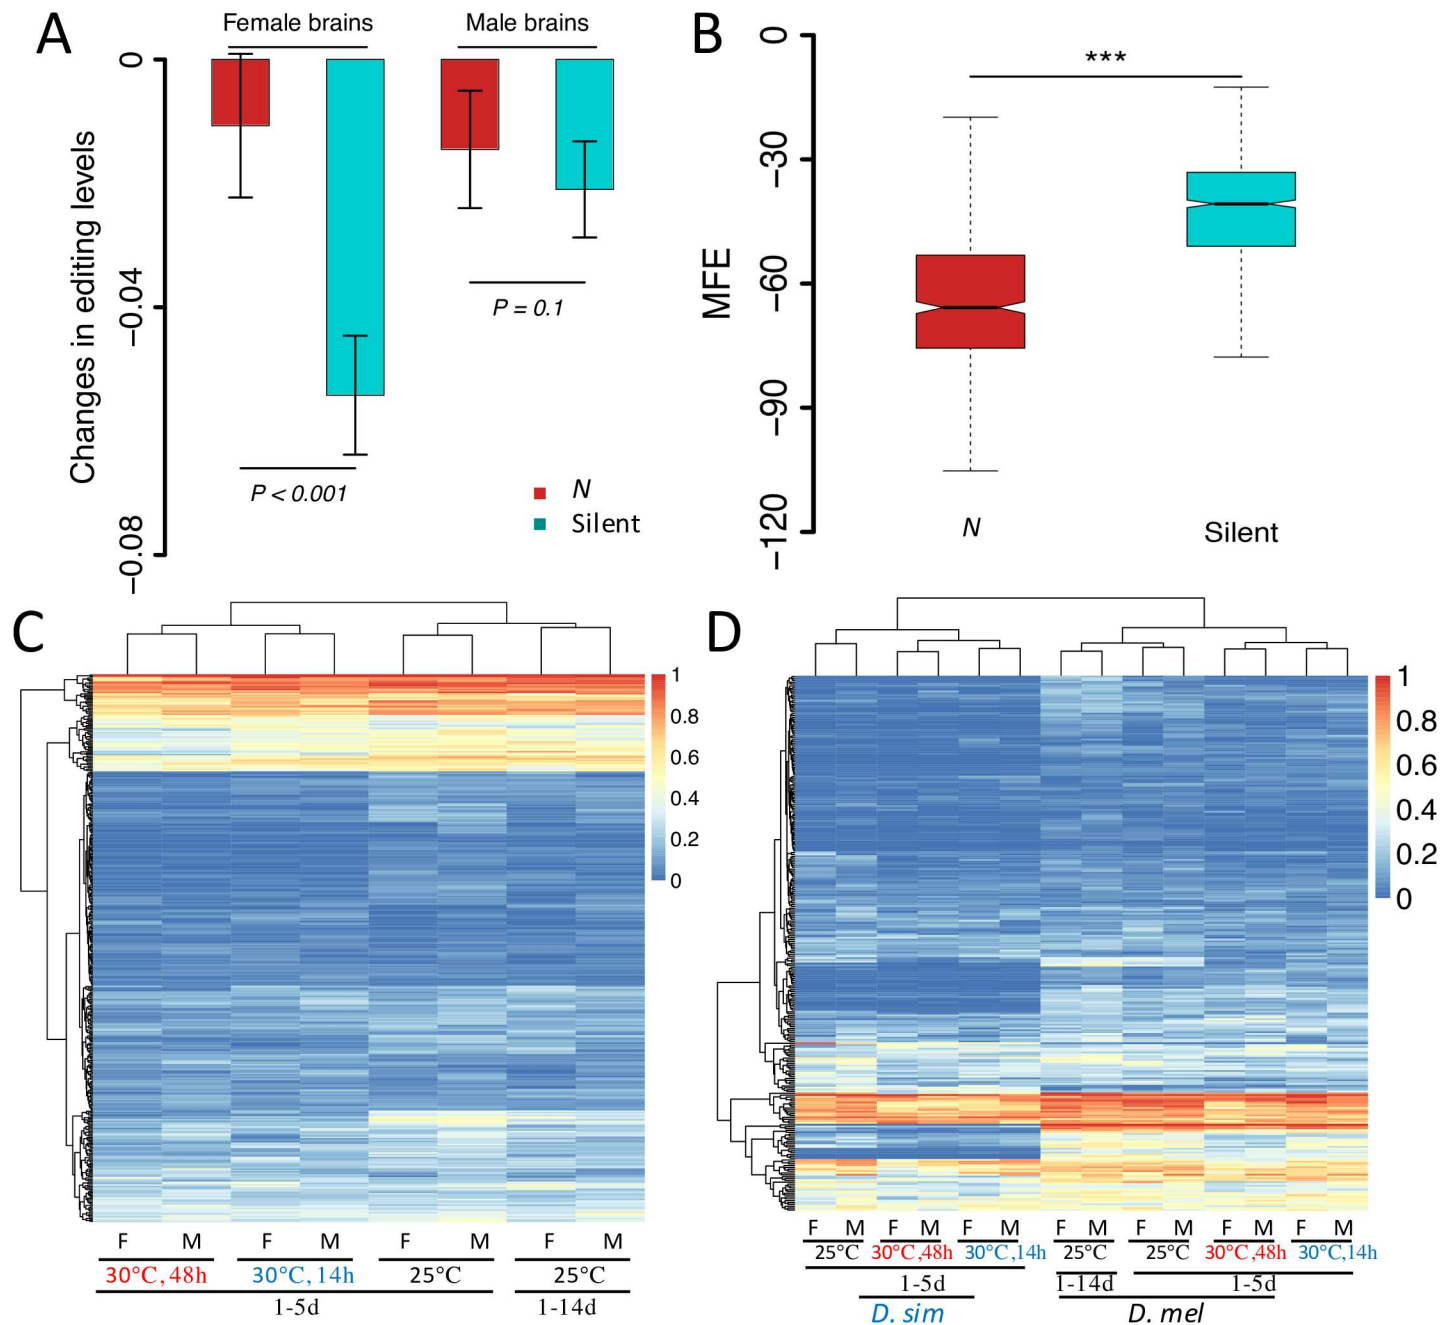 A
Female brains
Male brains
Changes in editing levels
0
−0.04
−0.08
P < 0.001
P = 0.1
N
Silent
B
***
MFE
0
−30
−60
−90
−120
N
Silent
C
1
0.8
0.6
0.4
0.2
0
F M F M F M F M
30°C, 48h 30°C, 14h 25°C 25°C
1-5d 1-14d
D
1
0.8
0.6
0.4
0.2
0
F M F M F M F M F M F M F M
25°C 30°C,48h 30°C,14h 25°C 25°C 30°C,48h 30°C,14h
1-5d 1-14d 1-5d
D. sim D. mel